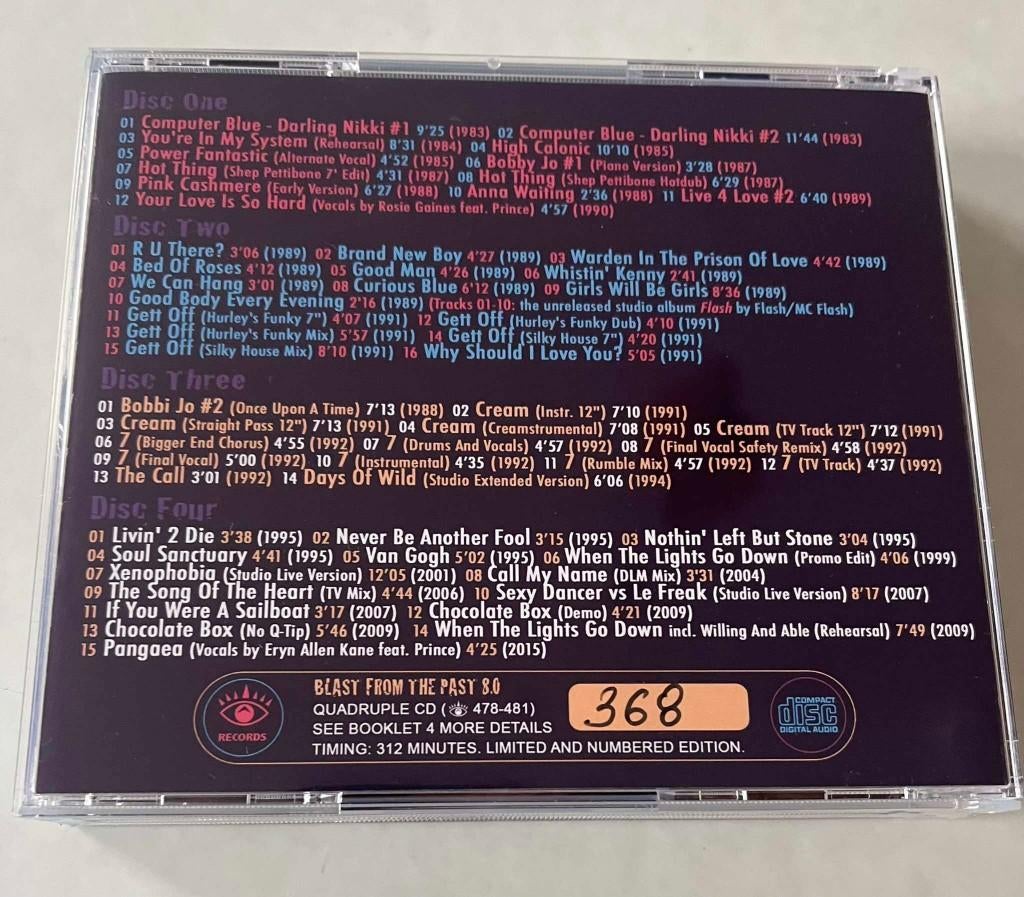 Disc One
01 Computer Blue - Darling Nikki #1 9'25 (1983) 02 Computer Blue - Darling Nikki #2 11'44 (1983)
03 You're In My System (Rehearsal) 8'31 (1984) 04 High Calonic 10'10 (1985)
05 Power Fantastic (Alternate Vocal) 4'52 (1985) 06 Bobby Jo #1 (Piano Version) 3'28 (1987)
07 Hot Thing (Shep Pettibone 7' Edit) 4'31 (1987) 08 Hot Thing (Shep Pettibone Hotdub) 6'29 (1987)
09 Pink Cashmere (Early Version) 6'27 (1988) 10 Anna Waiting 2'36 (1988) 11 Live 4 Love #2 6'40 (1989)
12 Your Love Is So Hard (Vocals by Rosie Gaines feat. Prince) 4'57 (1990)
Disc Two
01 R U There? 3'06 (1989) 02 Brand New Boy 4'27 (1989) 03 Warden In The Prison Of Love 4'42 (1989)
04 Bed Of Roses 4'12 (1989) 05 Good Man 4'26 (1989) 06 Whistin' Kenny 2'41 (1989)
07 We Can Hang 3'01 (1989) 08 Curious Blue 6'12 (1989) 09 Girls Will Be Girls 8'36 (1989)
10 Good Body Every Evening 2'16 (1989) (Tracks 01-10: the unreleased studio album Flash by Flash/MC Flash)
11 Gett Off (Hurley's Funky 7") 4'07 (1991) 12 Gett Off (Hurley's Funky Dub) 4'10 (1991)
13 Gett Off (Hurley's Funky Mix) 5'57 (1991) 14 Gett Off (Silky House 7") 4'20 (1991)
15 Gett Off (Silky House Mix) 8'10 (1991) 16 Why Should I Love You? 5'05 (1991)
Disc Three
01 Bobbi Jo #2 (Once Upon A Time) 7'13 (1988) 02 Cream (Instr. 12") 7'10 (1991)
03 Cream (Straight Pass 12") 7'13 (1991) 04 Cream (Creamstrumental) 7'08 (1991) 05 Cream (TV Track 12") 7'12 (1991)
06 7 (Bigger End Chorus) 4'55 (1992) 07 7 (Drums And Vocals) 4'57 (1992) 08 7 (Final Vocal Safety Remix) 4'58 (1992)
09 7 (Final Vocal) 5'00 (1992) 10 7 (Instrumental) 4'35 (1992) 11 7 (Rumble Mix) 4'57 (1992) 12 7 (TV Track) 4'37 (1992)
13 The Call 3'01 (1992) 14 Days Of Wild (Studio Extended Version) 6'06 (1994)
Disc Four
01 Livin' 2 Die 3'38 (1995) 02 Never Be Another Fool 3'15 (1995) 03 Nothin' Left But Stone 3'04 (1995)
04 Soul Sanctuary 4'41 (1995) 05 Van Gogh 5'02 (1995) 06 When The Lights Go Down (Promo Edit) 4'06 (1999)
07 Xenophobia (Studio Live Version) 12'05 (2001) 08 Call My Name (DLM Mix) 3'31 (2004)
09 The Song Of The Heart (TV Mix) 4'44 (2006) 10 Sexy Dancer vs Le Freak (Studio Live Version) 8'17 (2007)
11 If You Were A Sailboat 3'17 (2007) 12 Chocolate Box (Demo) 4'21 (2009)
13 Chocolate Box (No Q-Tip) 5'46 (2009) 14 When The Lights Go Down incl. Willing And Able (Rehearsal) 7'49 (2009)
15 Pangaea (Vocals by Eryn Allen Kane feat. Prince) 4'25 (2015)
RECORDS
BLAST FROM THE PAST 8.0
QUADRUPLE CD ( 478-481)
SEE BOOKLET 4 MORE DETAILS
TIMING: 312 MINUTES. LIMITED AND NUMBERED EDITION.
368
COMPACT
disc
DIGITAL AUDIO